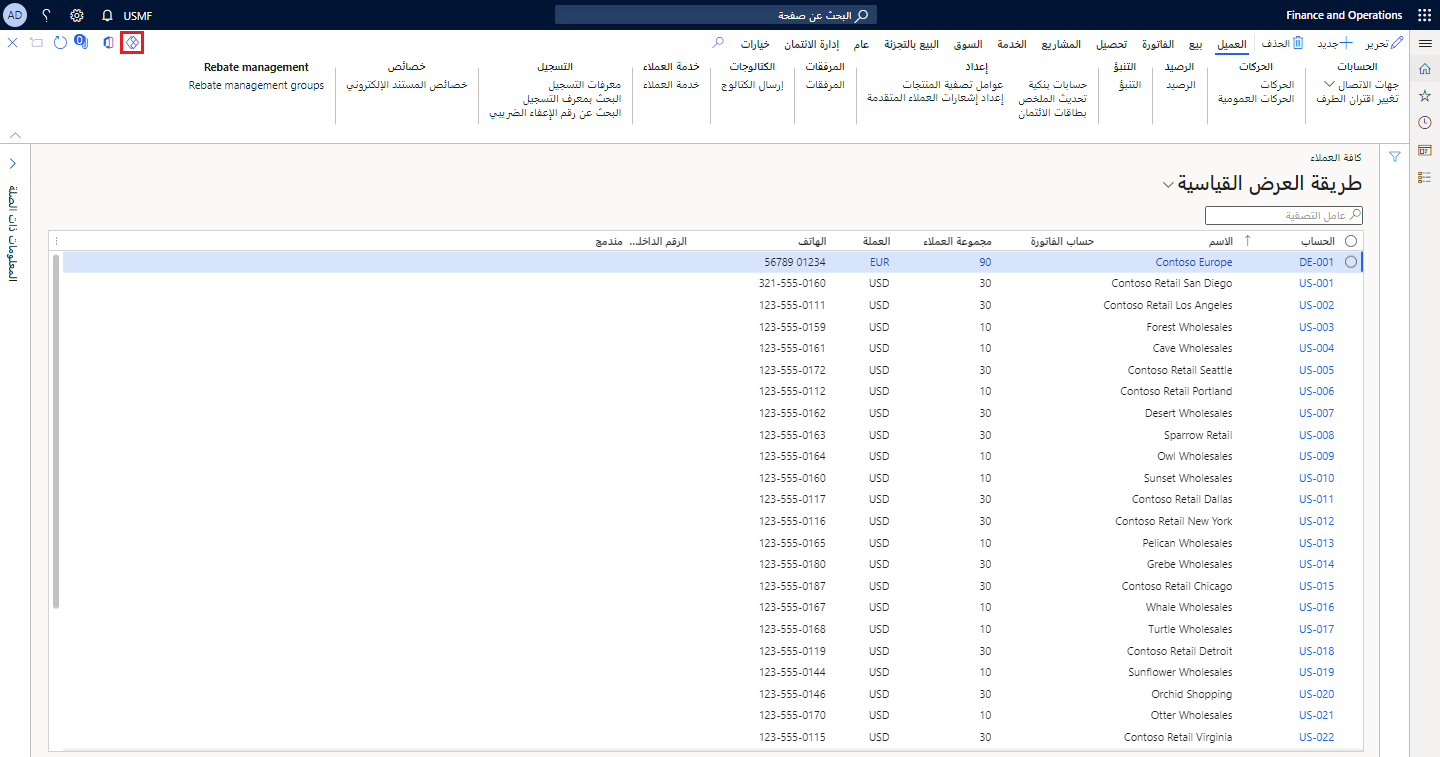 Finance and Operations
البحث عن صفحة
USMF
AD
تحرير
جديد
الحذف
العميل
بيع
الفاتورة
تحصيل
المشاريع
الخدمة
السوق
البيع بالتجزئة
عام
إدارة الائتمان
خيارات
0
الحسابات
جهات الاتصال
تغيير اقتران الطرف
الحركات
الحركات
الحركات العمومية
الرصيد
الرصيد
التنبؤ
التنبؤ
إعداد
حسابات بنكية
تحديث الملخص
بطاقات الائتمان
عوامل تصفية المنتجات
إعداد إشعارات العملاء المتقدمة
المرفقات
المرفقات
الكتالوجات
إرسال الكتالوج
خدمة العملاء
خدمة العملاء
التسجيل
معرفات التسجيل
البحث بمعرف التسجيل
البحث عن رقم الإعفاء الضريبي
خصائص
خصائص المستند الإلكتروني
Rebate management
Rebate management groups
كافة العملاء
طريقة العرض القياسية
عامل التصفية
المعلومات ذات الصلة
الحساب الاسم حساب الفاتورة مجموعة العملاء العملة الهاتف الرقم الداخلـ... مندمج
DE-001 Contoso Europe 90 EUR 56789 01234
US-001 Contoso Retail San Diego 30 USD 321-555-0160
US-002 Contoso Retail Los Angeles 30 USD 123-555-0111
US-003 Forest Wholesales 10 USD 123-555-0159
US-004 Cave Wholesales 10 USD 123-555-0161
US-005 Contoso Retail Seattle 30 USD 123-555-0172
US-006 Contoso Retail Portland 10 USD 123-555-0112
US-007 Desert Wholesales 30 USD 123-555-0162
US-008 Sparrow Retail 30 USD 123-555-0163
US-009 Owl Wholesales 10 USD 123-555-0164
US-010 Sunset Wholesales 10 USD 123-555-0160
US-011 Contoso Retail Dallas 30 USD 123-555-0117
US-012 Contoso Retail New York 30 USD 123-555-0116
US-013 Pelican Wholesales 10 USD 123-555-0165
US-014 Grebe Wholesales 30 USD 123-555-0180
US-015 Contoso Retail Chicago 30 USD 123-555-0187
US-016 Whale Wholesales 10 USD 123-555-0167
US-017 Turtle Wholesales 10 USD 123-555-0168
US-018 Contoso Retail Detroit 30 USD 123-555-0119
US-019 Sunflower Wholesales 10 USD 123-555-0144
US-020 Orchid Shopping 30 USD 123-555-0146
US-021 Otter Wholesales 10 USD 123-555-0170
US-022 Contoso Retail Virginia 30 USD 123-555-0115